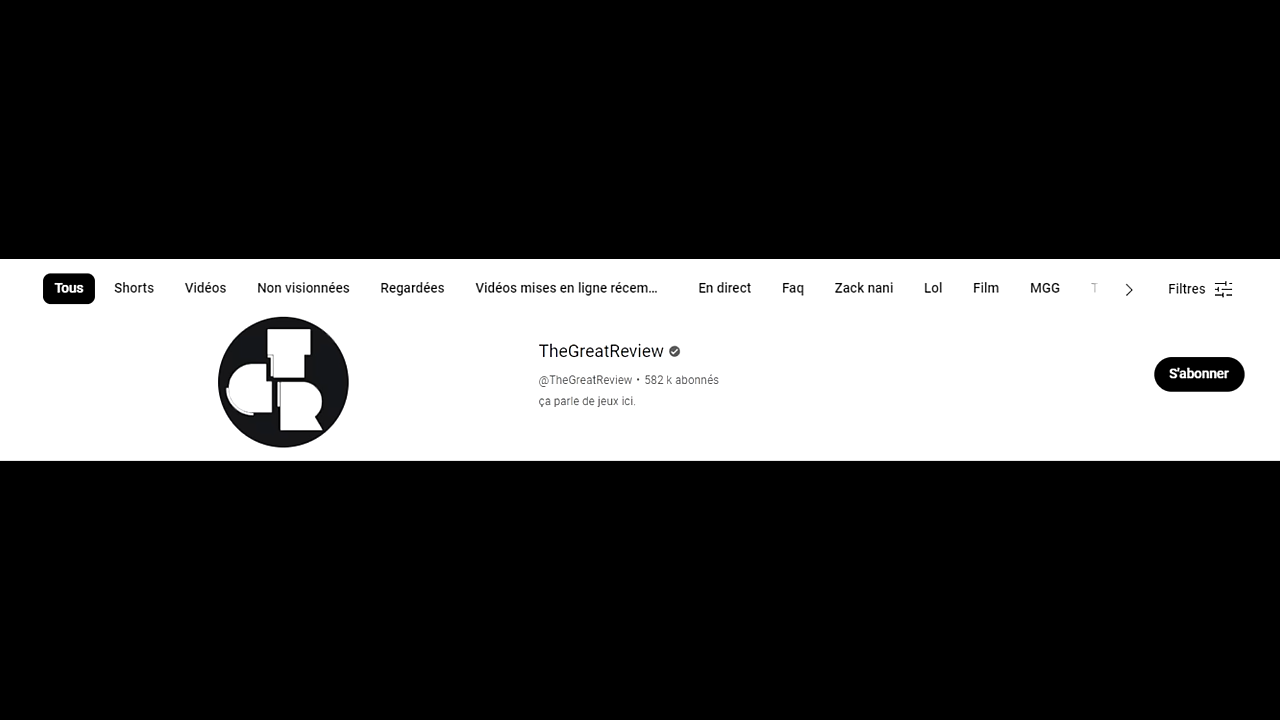 Tous Shorts Vidéos Non visionnées Regardées Vidéos mises en ligne récem... En direct Faq Zack nani Lol Film MGG T Filtres
TGR
TheGreatReview
@TheGreatReview • 582 k abonnés
ça parle de jeux ici.
S'abonner